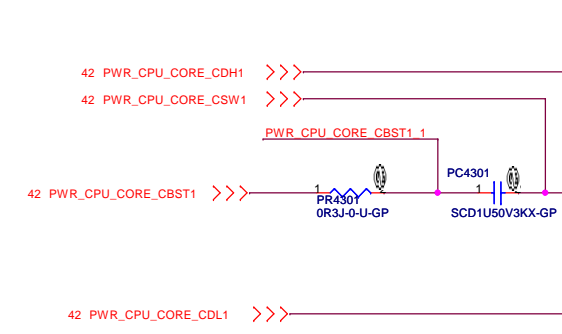 42 PWR_CPU_CORE_CDH1
42 PWR_CPU_CORE_CSW1
PWR_CPU_CORE_CBST1_1
PC4301
42 PWR_CPU_CORE_CBST1
1
1
PR4301
0R3J-0-U-GP
SCD1U50V3KX-GP
42 PWR_CPU_CORE_CDL1